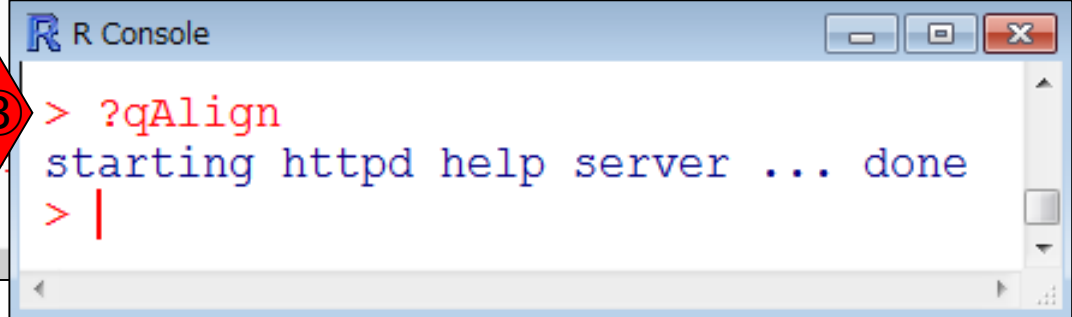 R R Console
③
> ?qAlign
starting httpd help server ... done
>